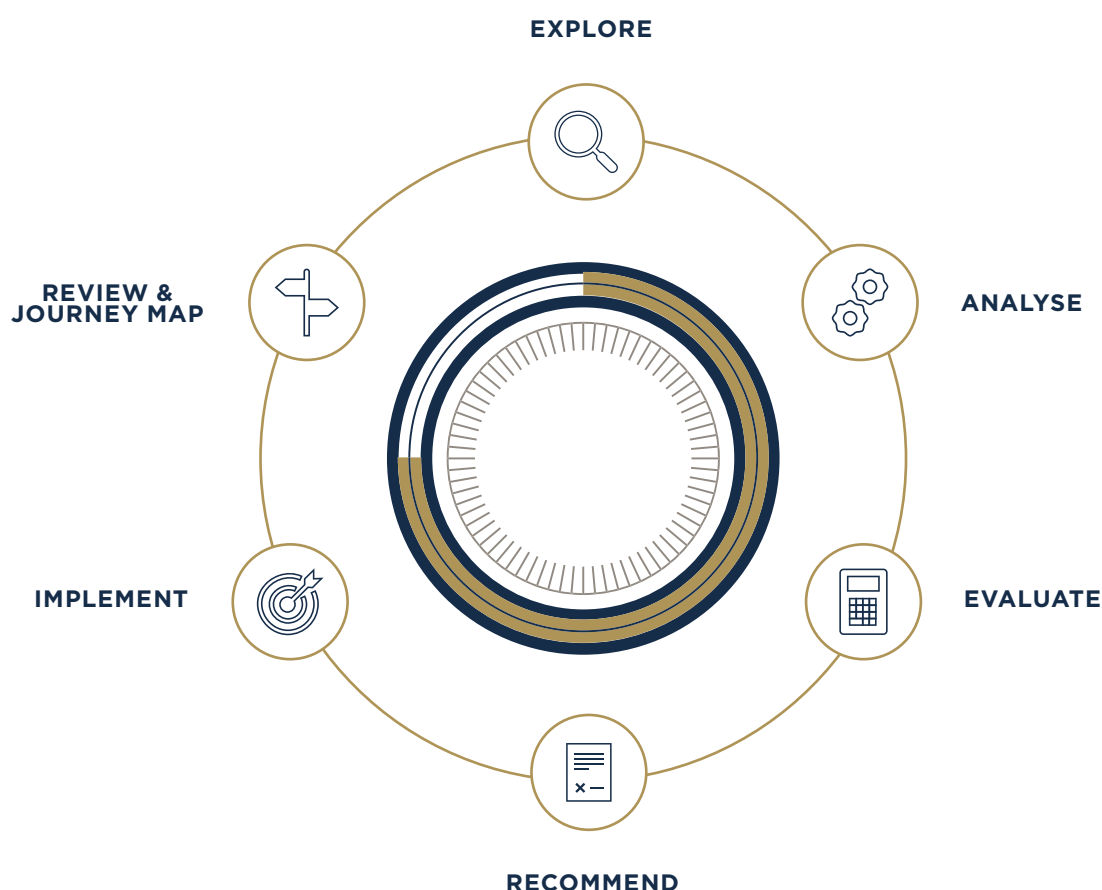 EXPLORE
REVIEW &
JOURNEY MAP
ANALYSE
IMPLEMENT
EVALUATE
RECOMMEND